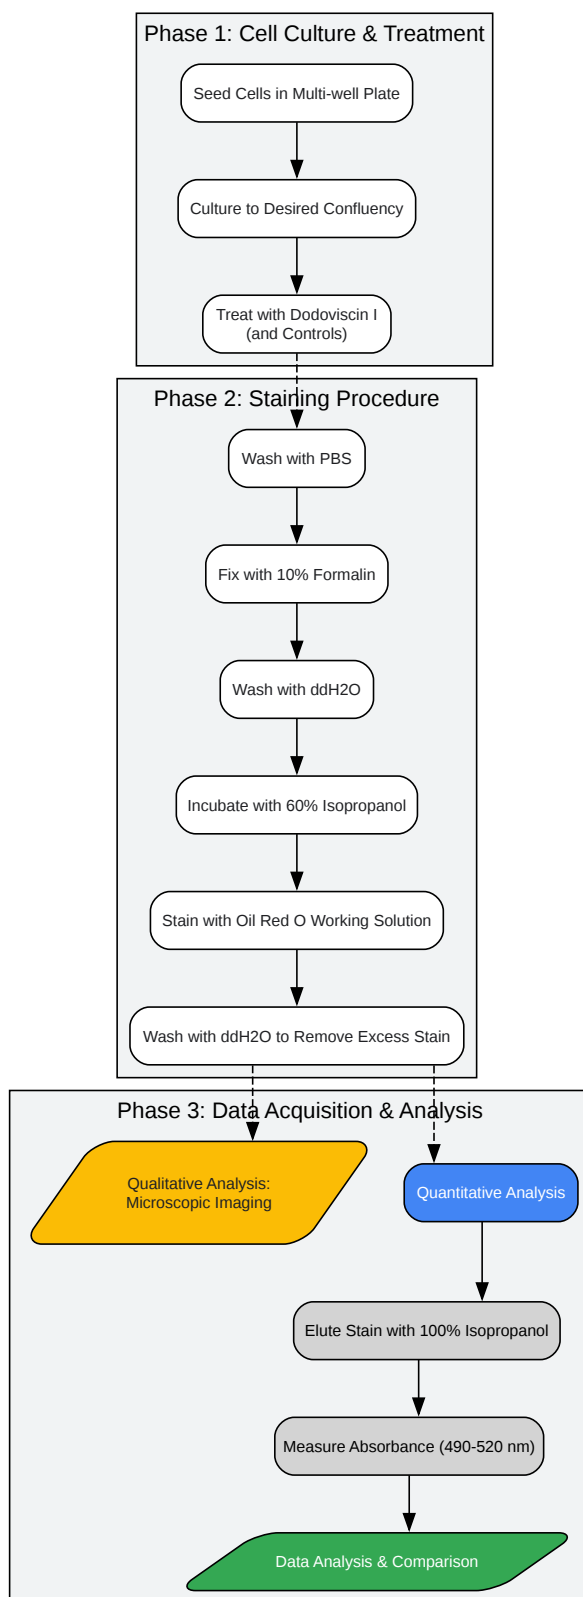 Phase 1: Cell Culture & Treatment
Seed Cells in Multi-well Plate
Culture to Desired Confluency
Treat with Dodoviscin I
(and Controls)
Phase 2: Staining Procedure
Wash with PBS
Fix with 10% Formalin
Wash with ddH2O
Incubate with 60% Isopropanol
Stain with Oil Red O Working Solution
Wash with ddH2O to Remove Excess Stain
Phase 3: Data Acquisition & Analysis
Qualitative Analysis:
Microscopic Imaging
Quantitative Analysis
Elute Stain with 100% Isopropanol
Measure Absorbance (490-520 nm)
Data Analysis & Comparison